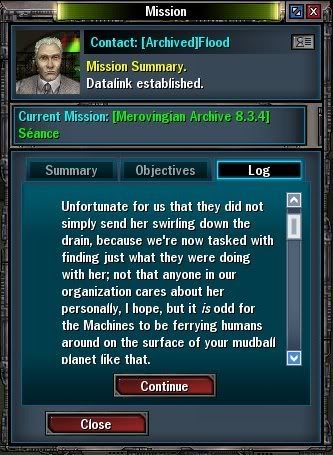 Mission
Contact: [Archived]Flood
Mission Summary.
Datalink established.
Current Mission: [Merovingian Archive 8.3.4]
Séance
Summary Objectives Log
Unfortunate for us that they did not
simply send her swirling down the
drain, because we're now tasked with
finding just what they were doing
with her; not that anyone in our
organization cares about her
personally, I hope, but it is odd for
the Machines to be ferrying humans
around on the surface of your mudball
planet like that.
Continue
Close